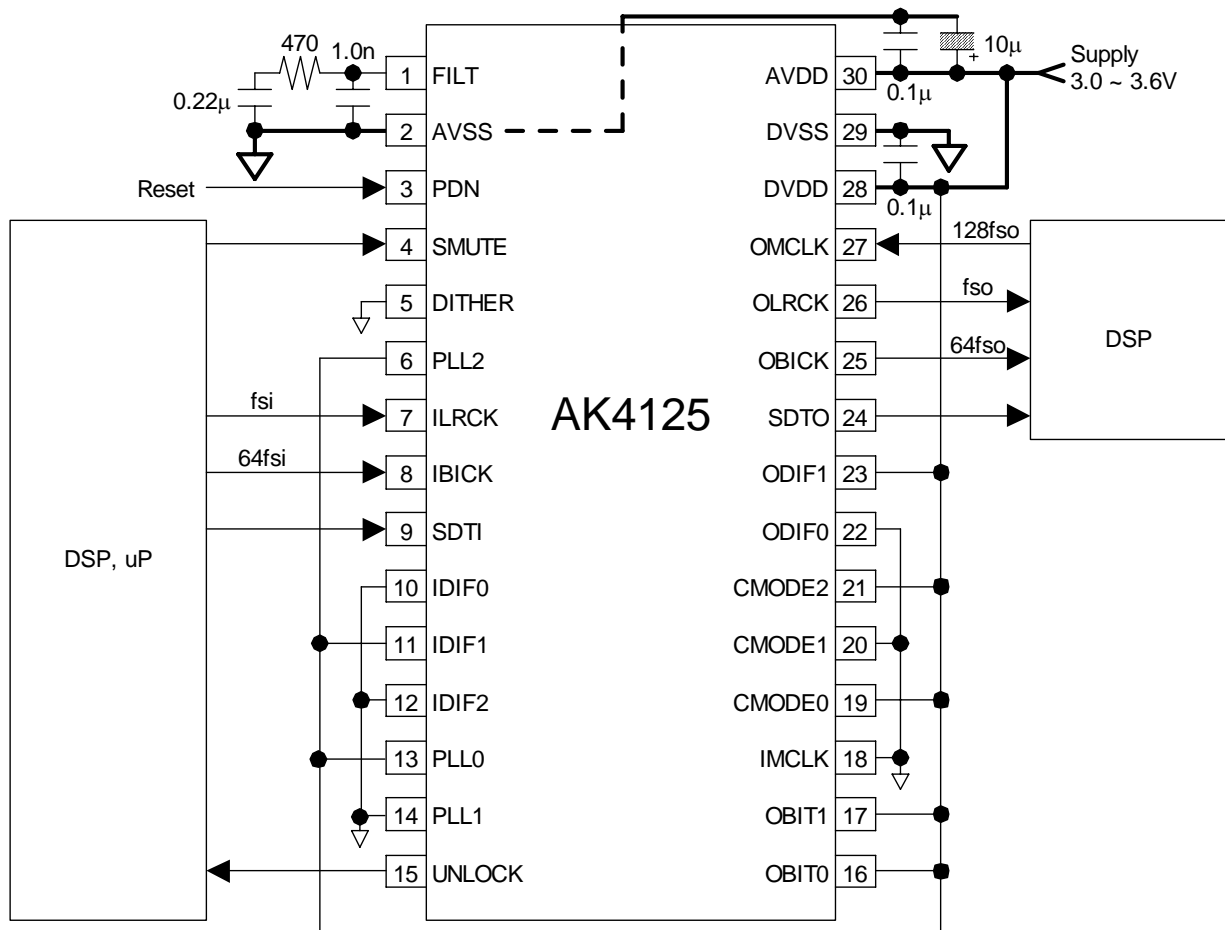 470
1.0n
0.22μ
1 FILT
2 AVSS
Reset
3 PDN
4 SMUTE
5 DITHER
6 PLL2
fsi
7 ILRCK
64fsi
8 IBICK
9 SDTI
DSP, uP
10 IDIF0
11 IDIF1
12 IDIF2
13 PLL0
14 PLL1
15 UNLOCK
AK4125
10μ
+
Supply
3.0 ~ 3.6V
AVDD 30
0.1μ
DVSS 29
DVDD 28
0.1μ
OMCLK 27
128fso
OLRCK 26
fso
DSP
OBICK 25
64fso
SDTO 24
ODIF1 23
ODIF0 22
CMODE2 21
CMODE1 20
CMODE0 19
IMCLK 18
OBIT1 17
OBIT0 16